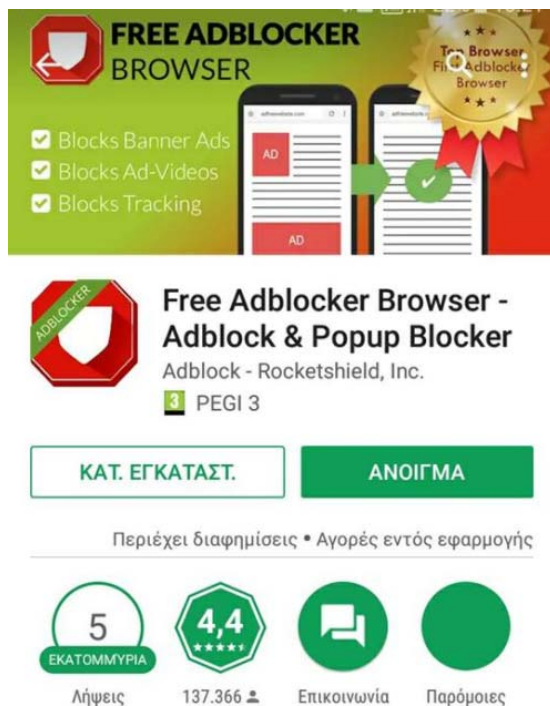 FREE ADBLOCKER
BROWSER
Top Browser
Adblocker
Browser
Blocks Banner Ads
Blocks Ad-Videos
Blocks Tracking
AD
AD
ADBLOCKER
Free Adblocker Browser -
Adblock & Popup Blocker
Adblock - Rocketshield, Inc.
3 PEGI 3
ΚΑΤ. ΕΓΚΑΤΑΣΤ.
ΑΝΟΙΓΜΑ
Περιέχει διαφημίσεις • Αγορές εντός εφαρμογής
5
ΕΚΑΤΟΜΜΎΡΙΑ
4,4
Λήψεις
137.366
Επικοινωνία
Παρόμοιες